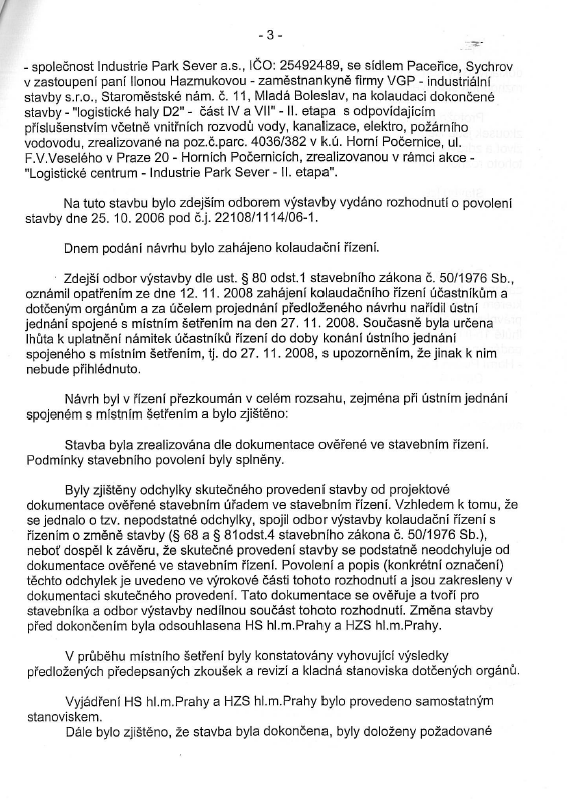 - 3 -
- společnost Industrie Park Sever a.s., IČO: 25492489, se sídlem Paceřice, Sychrov
v zastoupení paní Ilonou Hazmukovou - zaměstnankyně firmy VGP - industriální
stavby s.r.o., Staroměstské nám. č. 11, Mladá Boleslav, na kolaudaci dokončené
stavby - "logistické haly D2" - část IV a VII" - II. etapa s odpovídajícím
příslušenstvím včetně vnitřních rozvodů vody, kanalizace, elektro, požárního
vodovodu, zrealizované na poz.č.parc. 4036/382 v k.ú. Horní Počernice, ul.
F.V.Veselého v Praze 20 - Horních Počernicích, zrealizovanou v rámci akce -
"Logistické centrum - Industrie Park Sever - II. etapa".
Na tuto stavbu bylo zdejším odborem výstavby vydáno rozhodnutí o povolení
stavby dne 25. 10. 2006 pod č.j. 22108/1114/06-1.
Dnem podání návrhu bylo zahájeno kolaudační řízení.
Zdejší odbor výstavby dle ust. § 80 odst.1 stavebního zákona č. 50/1976 Sb.,
oznámil opatřením ze dne 12. 11. 2008 zahájení kolaudačního řízení účastníkům a
dotčeným orgánům a za účelem projednání předloženého návrhu nařídil ústní
jednání spojené s místním šetřením na den 27. 11. 2008. Současně byla určena
lhůta k uplatnění námitek účastníků řízení do doby konání ústního jednání
spojeného s místním šetřením, tj. do 27. 11. 2008, s upozorněním, že jinak k nim
nebude přihlédnuto.
Návrh byl v řízení přezkoumán v celém rozsahu, zejména při ústním jednání
spojeném s místním šetřením a bylo zjištěno:
Stavba byla zrealizována dle dokumentace ověřené ve stavebním řízení.
Podmínky stavebního povolení byly splněny.
Byly zjištěny odchylky skutečného provedení stavby od projektové
dokumentace ověřené stavebním úřadem ve stavebním řízení. Vzhledem k tomu, že
se jednalo o tzv. nepodstatné odchylky, spojil odbor výstavby kolaudační řízení s
řízením o změně stavby (§ 68 a § 81odst.4 stavebního zákona č. 50/1976 Sb.),
neboť dospěl k závěru, že skutečné provedení stavby se podstatně neodchyluje od
dokumentace ověřené ve stavebním řízení. Povolení a popis (konkrétní označení)
těchto odchylek je uvedeno ve výrokové části tohoto rozhodnutí a jsou zakresleny v
dokumentaci skutečného provedení. Tato dokumentace se ověřuje a tvoří pro
stavebníka a odbor výstavby nedílnou součást tohoto rozhodnutí. Změna stavby
před dokončením byla odsouhlasena HS hl.m.Prahy a HZS hl.m.Prahy.
V průběhu místního šetření byly konstatovány vyhovující výsledky
předložených předepsaných zkoušek a revizí a kladná stanoviska dotčených orgánů.
Vyjádření HS hl.m.Prahy a HZS hl.m.Prahy bylo provedeno samostatným
stanoviskem.
Dále bylo zjištěno, že stavba byla dokončena, byly doloženy požadované